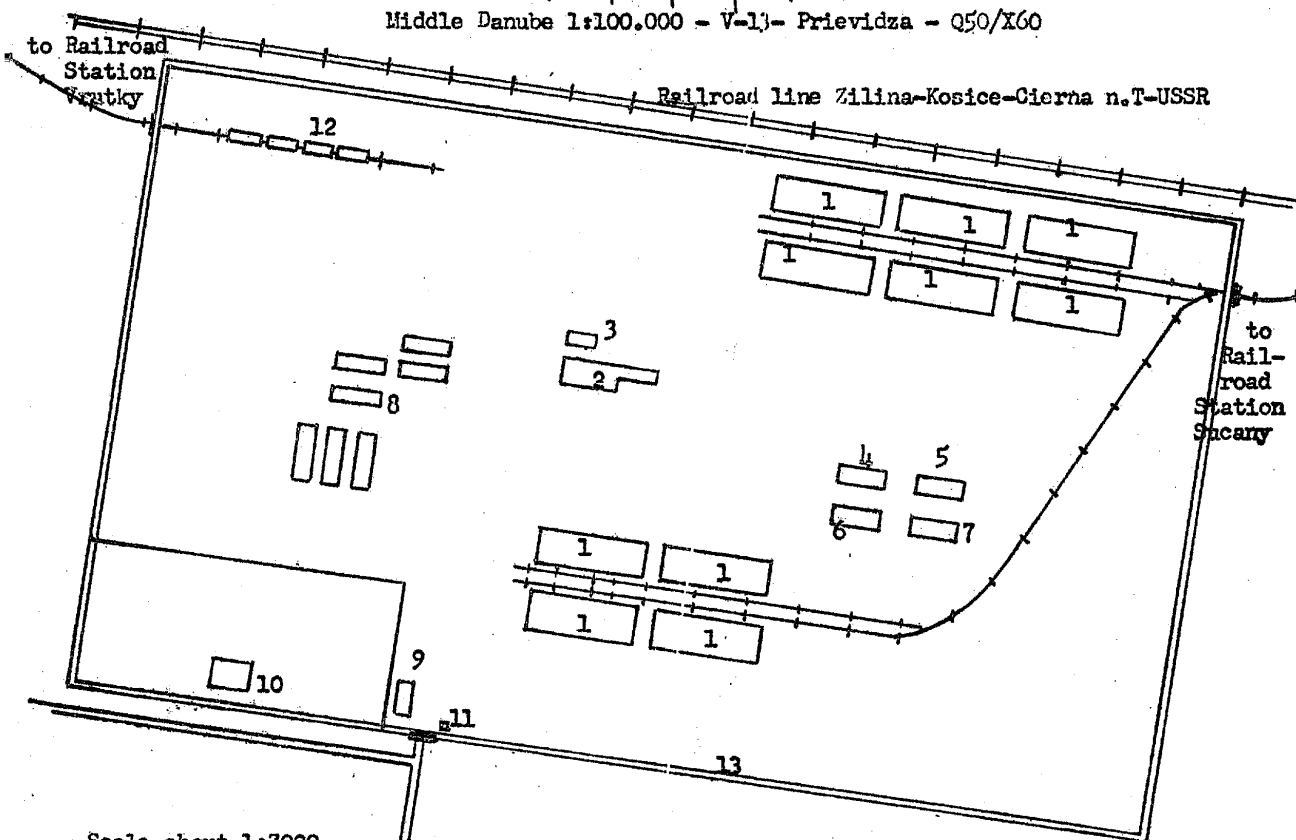 Middle Danube 1:100.000 - V-13- Prievidza - Q50/X60
to Railroad
Station
Vrutky
Railroad line Zilina-Kosice-Cierna n.T-USSR
12
1
1
1
1
1
1
to
Rail-
road
Station
Sucany
3
2
8
4
5
6
7
1
1
1
1
9
10
11
13
Scale about 1:3000